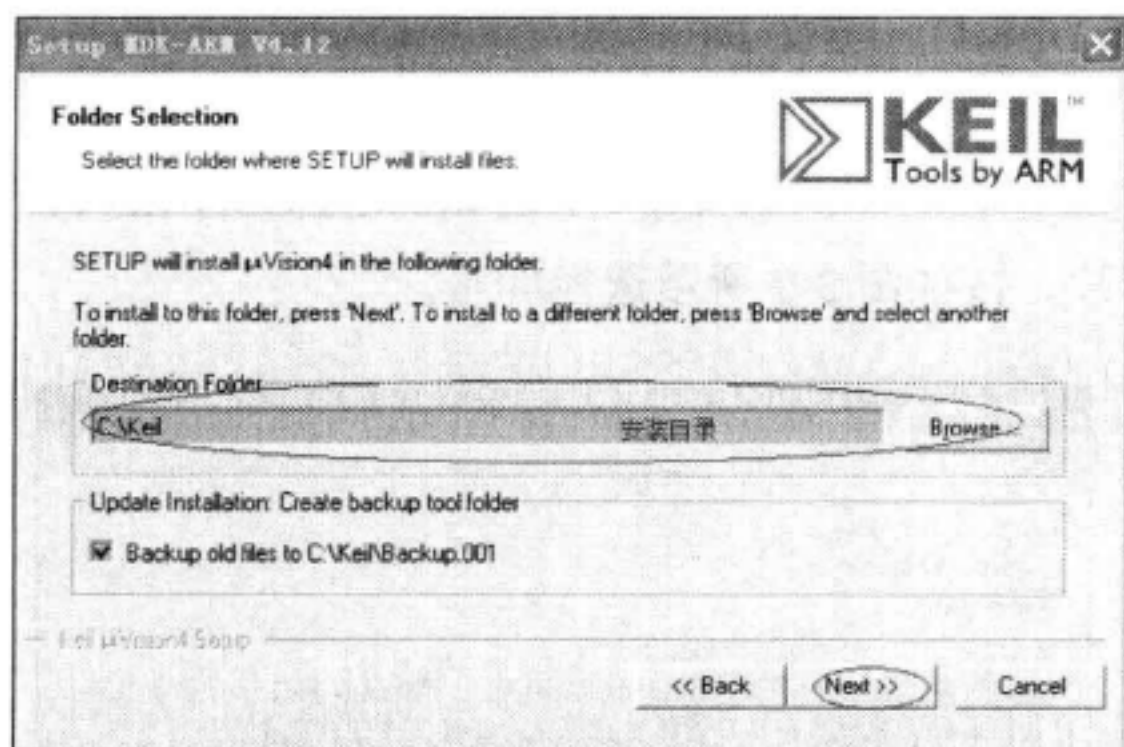 Setup MDK-ARM V4.12
Folder Selection
Select the folder where SETUP will install files.
KEIL™
Tools by ARM
SETUP will install µVision4 in the following folder.
To install to this folder, press 'Next'. To install to a different folder, press 'Browse' and select another
folder.
Destination Folder
C:\Keil 安装目录 Browse...
Update Installation: Create backup tool folder
Backup old files to C:\Keil\Backup.001
Keil µVision4 Setup
<< Back Next >> Cancel